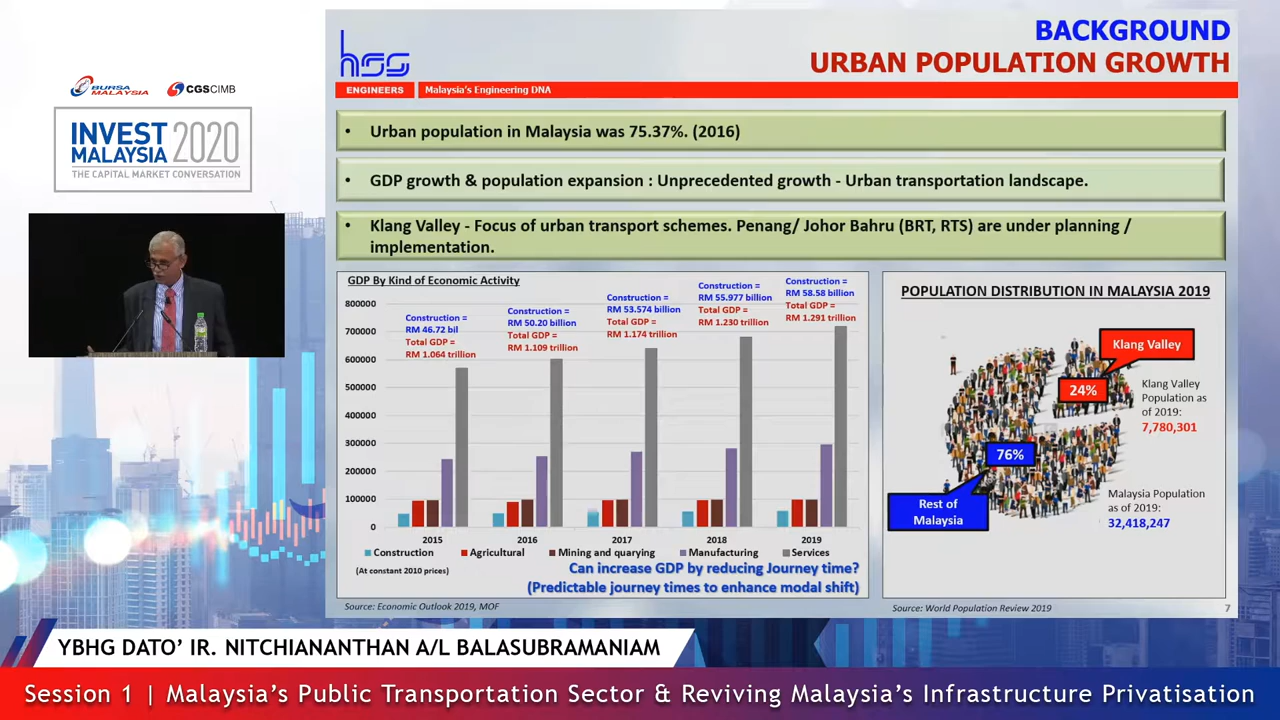 BURSA
MALAYSIA
CGSCIMB
INVEST
MALAYSIA 2020
THE CAPITAL MARKET CONVERSATION
hss
ENGINEERS
Malaysia's Engineering DNA
BACKGROUND
URBAN POPULATION GROWTH
• Urban population in Malaysia was 75.37%. (2016)
• GDP growth & population expansion : Unprecedented growth - Urban transportation landscape.
• Klang Valley - Focus of urban transport schemes. Penang/ Johor Bahru (BRT, RTS) are under planning /
implementation.
GDP By Kind of Economic Activity
800000
700000
600000
500000
400000
300000
200000
100000
0
Construction =
RM 46.72 bil
Total GDP =
RM 1.064 trillion
Construction =
RM 50.20 billion
Total GDP =
RM 1.109 trillion
Construction =
RM 53.574 billion
Total GDP =
RM 1.174 trillion
Construction =
RM 55.977 billion
Total GDP =
RM 1.230 trillion
Construction =
RM 58.58 billion
Total GDP =
RM 1.291 trillion
2015 2016 2017 2018 2019
Construction Agricultural Mining and quarying Manufacturing Services
(At constant 2010 prices)
Can increase GDP by reducing Journey time?
(Predictable journey times to enhance modal shift)
Source: Economic Outlook 2019, MOF
POPULATION DISTRIBUTION IN MALAYSIA 2019
Klang Valley
24%
Klang Valley
Population as
of 2019:
7,780,301
76%
Rest of
Malaysia
Malaysia Population
as of 2019:
32,418,247
Source: World Population Review 2019
7
YBHG DATO' IR. NITCHIANANTHAN A/L BALASUBRAMANIAM
Session 1 | Malaysia's Public Transportation Sector & Reviving Malaysia's Infrastructure Privatisation